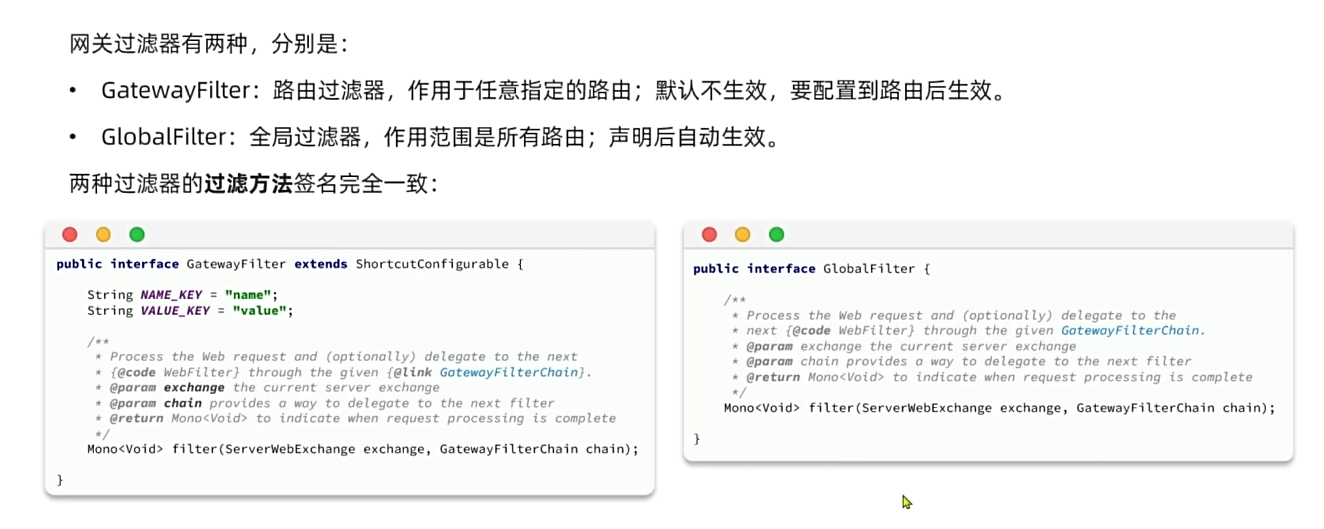 网关过滤器有两种，分别是：
• GatewayFilter：路由过滤器，作用于任意指定的路由；默认不生效，要配置到路由后生效。
• GlobalFilter：全局过滤器，作用范围是所有路由；声明后自动生效。
两种过滤器的过滤方法签名完全一致：
public interface GatewayFilter extends ShortcutConfigurable {
String NAME_KEY = "name";
String VALUE_KEY = "value";
/**
* Process the Web request and (optionally) delegate to the next
* {@code WebFilter} through the given {@link GatewayFilterChain}.
* @param exchange the current server exchange
* @param chain provides a way to delegate to the next filter
* @return Mono<Void> to indicate when request processing is complete
*/
Mono<Void> filter(ServerWebExchange exchange, GatewayFilterChain chain);
}
public interface GlobalFilter {
/**
* Process the Web request and (optionally) delegate to the
* next {@code WebFilter} through the given GatewayFilterChain.
* @param exchange the current server exchange
* @param chain provides a way to delegate to the next filter
* @return Mono<Void> to indicate when request processing is complete
*/
Mono<Void> filter(ServerWebExchange exchange, GatewayFilterChain chain);
}